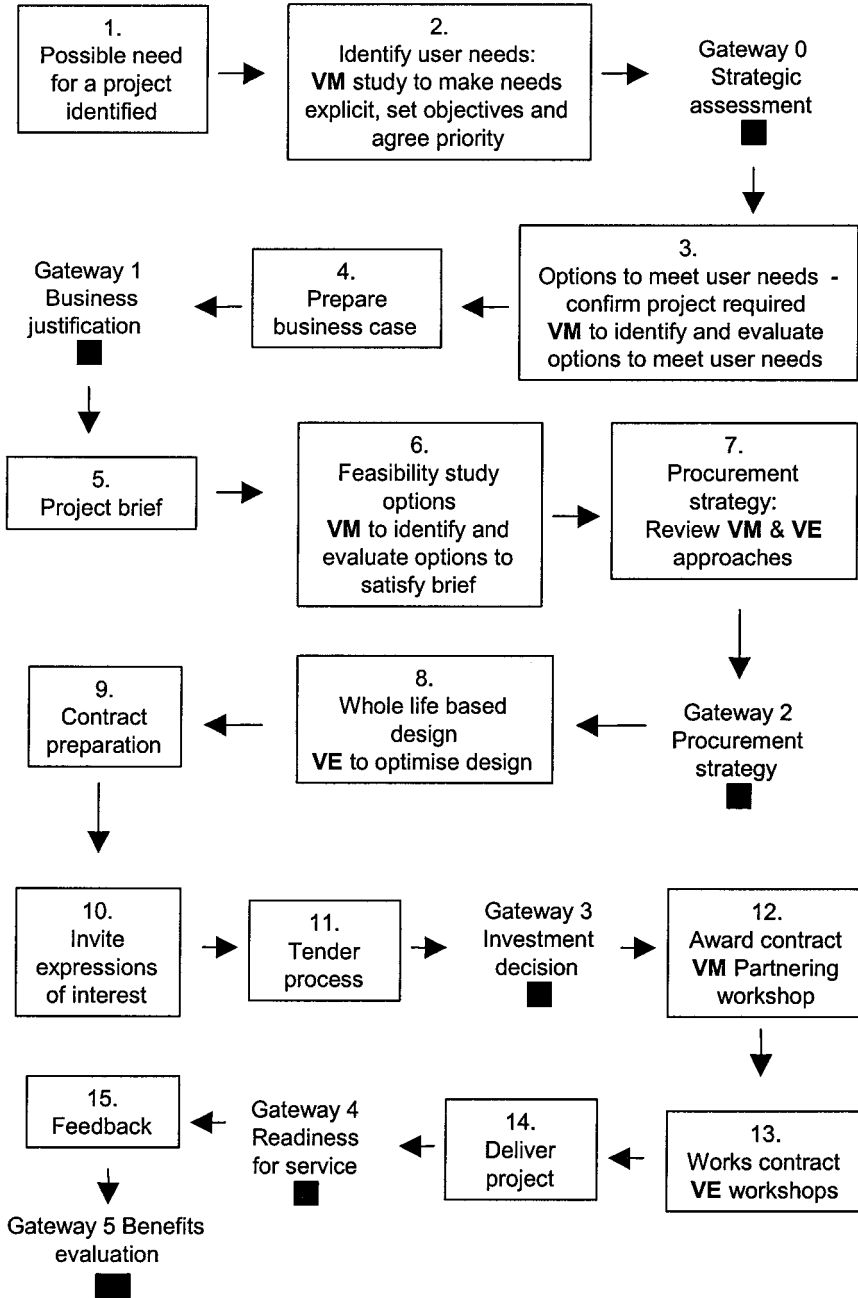 1.
Possible need
for a project
identified
2.
Identify user needs:
VM study to make needs
explicit, set objectives and
agree priority
Gateway 0
Strategic
assessment
3.
Options to meet user needs -
confirm project required
VM to identify and evaluate
options to meet user needs
4.
Prepare
business case
Gateway 1
Business
justification
5.
Project brief
6.
Feasibility study
options
VM to identify and
evaluate options to
satisfy brief
7.
Procurement
strategy:
Review VM & VE
approaches
Gateway 2
Procurement
strategy
8.
Whole life based
design
VE to optimise design
9.
Contract
preparation
10.
Invite
expressions
of interest
11.
Tender
process
Gateway 3
Investment
decision
12.
Award contract
VM Partnering
workshop
13.
Works contract
VE workshops
14.
Deliver
project
Gateway 4
Readiness
for service
15.
Feedback
Gateway 5 Benefits
evaluation